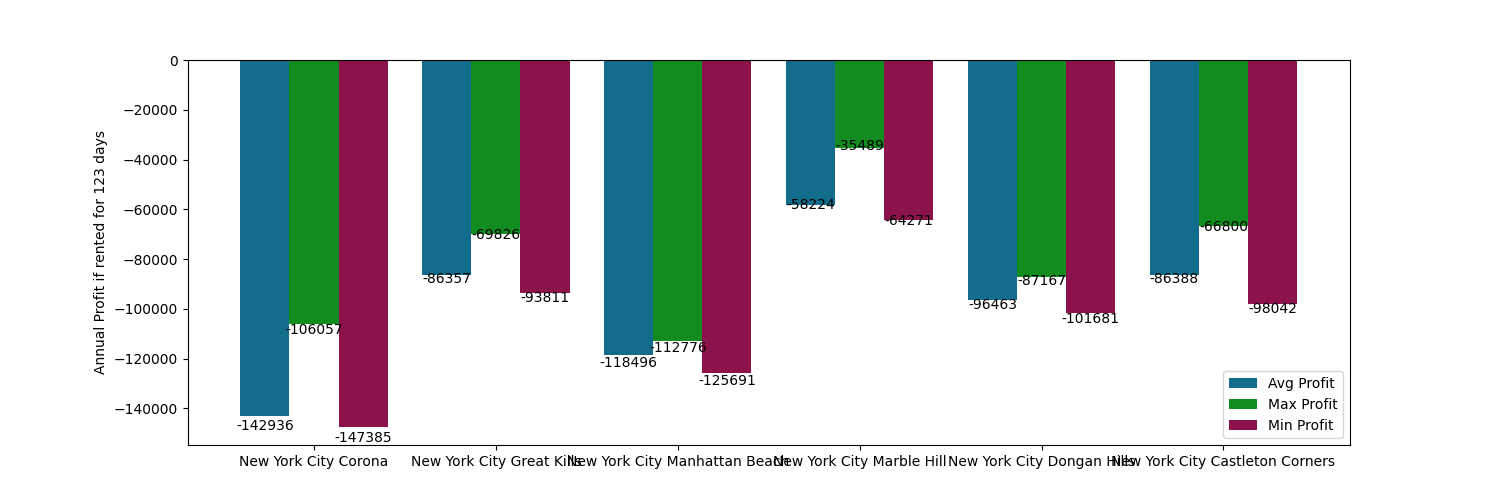 0
−20000
−40000
−60000
−80000
−100000
−120000
−140000
Annual Profit if rented for 123 days
-142936
-106057
-147385
-86357
-69826
-93811
-118496
-112776
-125691
-58224
-35489
-64271
-96463
-87167
-101681
-86388
-66800
-98042
Avg Profit
Max Profit
Min Profit
New York City Corona
New York City Great Kills
New York City Manhattan Beach
New York City Marble Hill
New York City Dongan Hills
New York City Castleton Corners